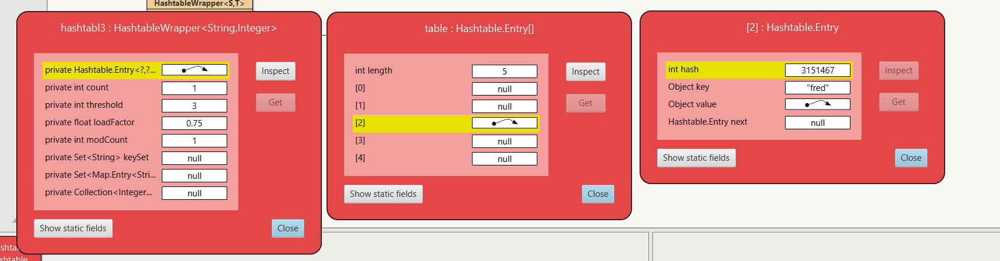 HashtableWrapper<S,T>
hashtabl3 : HashtableWrapper<String,Integer>
private Hashtable.Entry<?,?...
private int count 1
private int threshold 3
private float loadFactor 0.75
private int modCount 1
private Set<String> keySet null
private Set<Map.Entry<Stri... null
private Collection<Integer... null
Inspect
Get
Show static fields
Close
table : Hashtable.Entry[]
int length 5
[0] null
[1] null
[2]
[3] null
[4] null
Inspect
Get
Show static fields
Close
[2] : Hashtable.Entry
int hash 3151467
Object key "fred"
Object value
Hashtable.Entry next null
Inspect
Get
Show static fields
Close